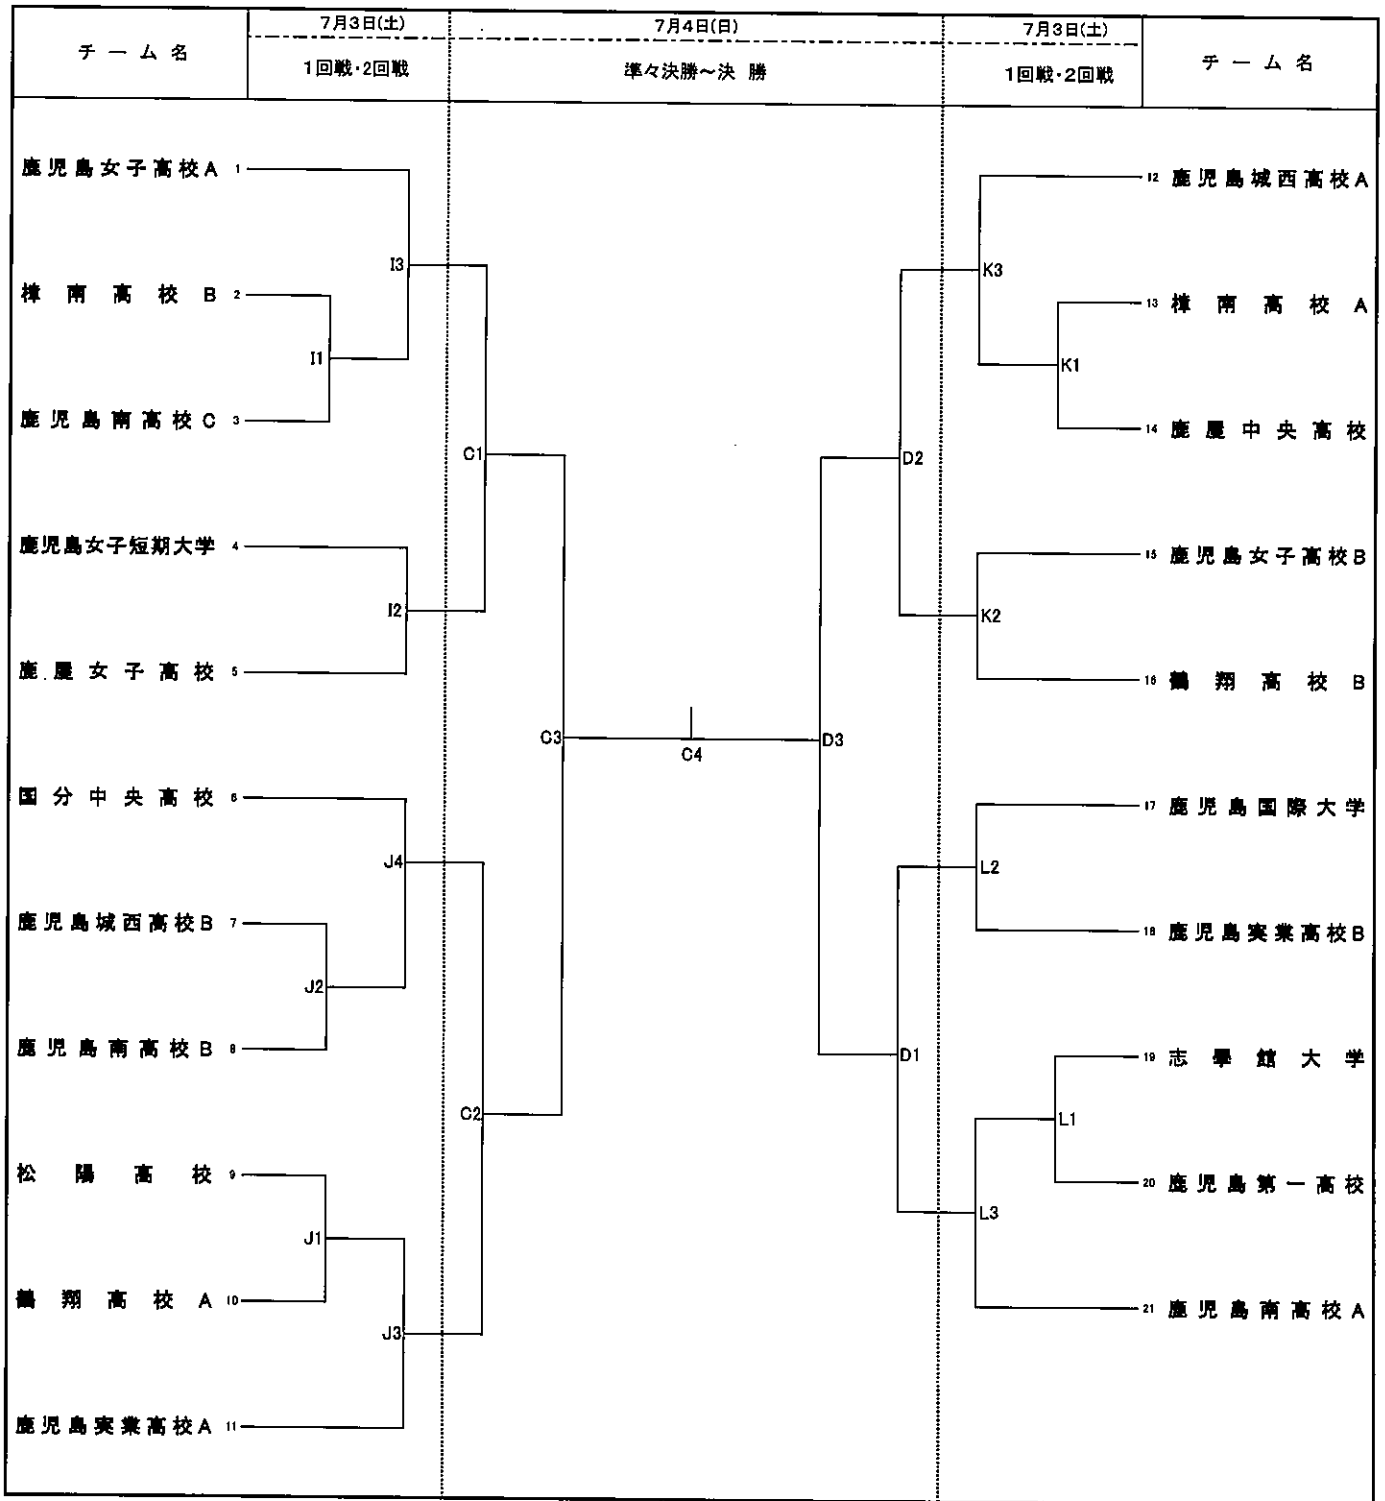 チーム名 7月3日(土) 7月4日(日) 7月3日(土) チーム名
1回戦・2回戦 準々決勝～決勝 1回戦・2回戦
鹿児島女子高校A 1
樟南高校B 2
鹿児島南高校C 3
鹿児島女子短期大学 4
鹿屋女子高校 5
国分中央高校 6
鹿児島城西高校B 7
鹿児島南高校B 8
松陽高校 9
鶴翔高校A 10
鹿児島実業高校A 11
I3
I1
I2
J4
J2
J1
J3
C1
C2
C3
C4
D3
D2
D1
K3
K1
K2
L2
L1
L3
12 鹿児島城西高校A
13 樟南高校A
14 鹿屋中央高校
15 鹿児島女子高校B
16 鶴翔高校B
17 鹿児島国際大学
18 鹿児島実業高校B
19 志學館大学
20 鹿児島第一高校
21 鹿児島南高校A